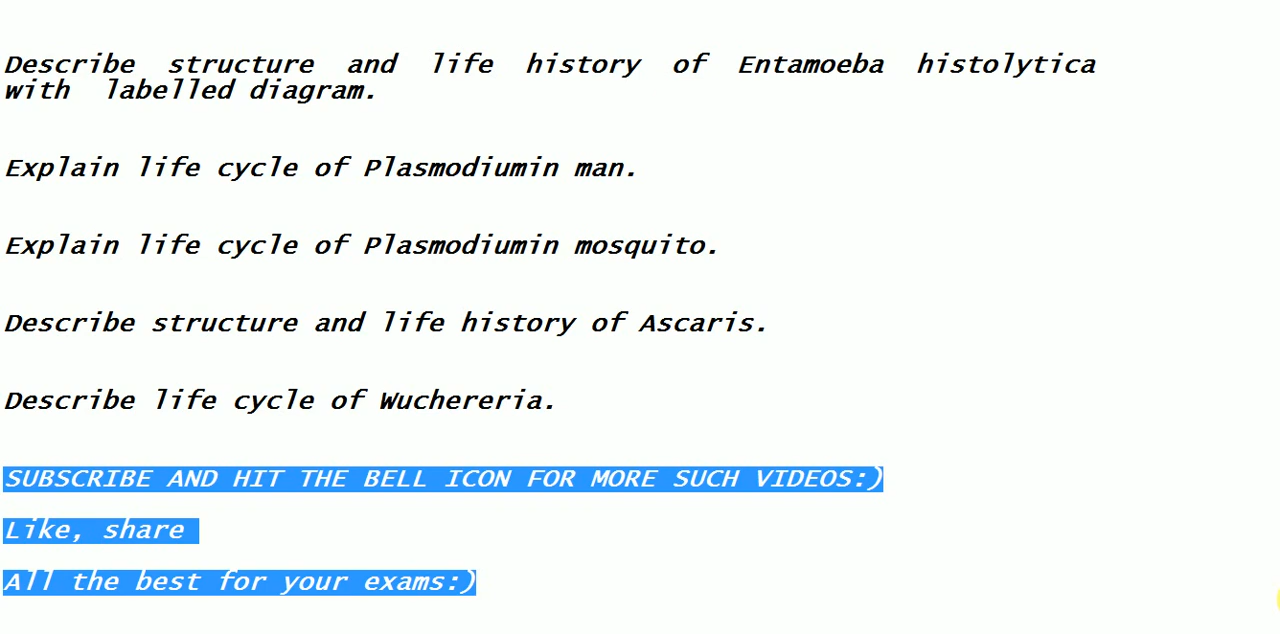 Describe structure and life history of Entamoeba histolytica
with labelled diagram.
Explain life cycle of Plasmodiumin man.
Explain life cycle of Plasmodiumin mosquito.
Describe structure and life history of Ascaris.
Describe life cycle of Wuchereria.
SUBSCRIBE AND HIT THE BELL ICON FOR MORE SUCH VIDEOS:)
Like, share
All the best for your exams:)